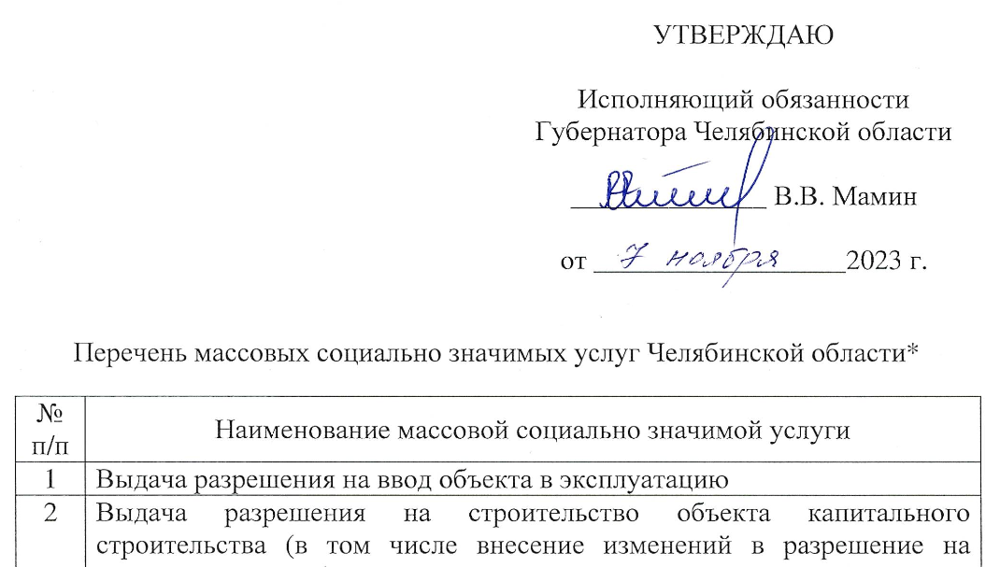 УТВЕРЖДАЮ
Исполняющий обязанности
Губернатора Челябинской области
В.В. Мамин
от 7 ноября 2023 г.
Перечень массовых социально значимых услуг Челябинской области*
№
п/п
Наименование массовой социально значимой услуги
1 Выдача разрешения на ввод объекта в эксплуатацию
2 Выдача разрешения на строительство объекта капитального
строительства (в том числе внесение изменений в разрешение на